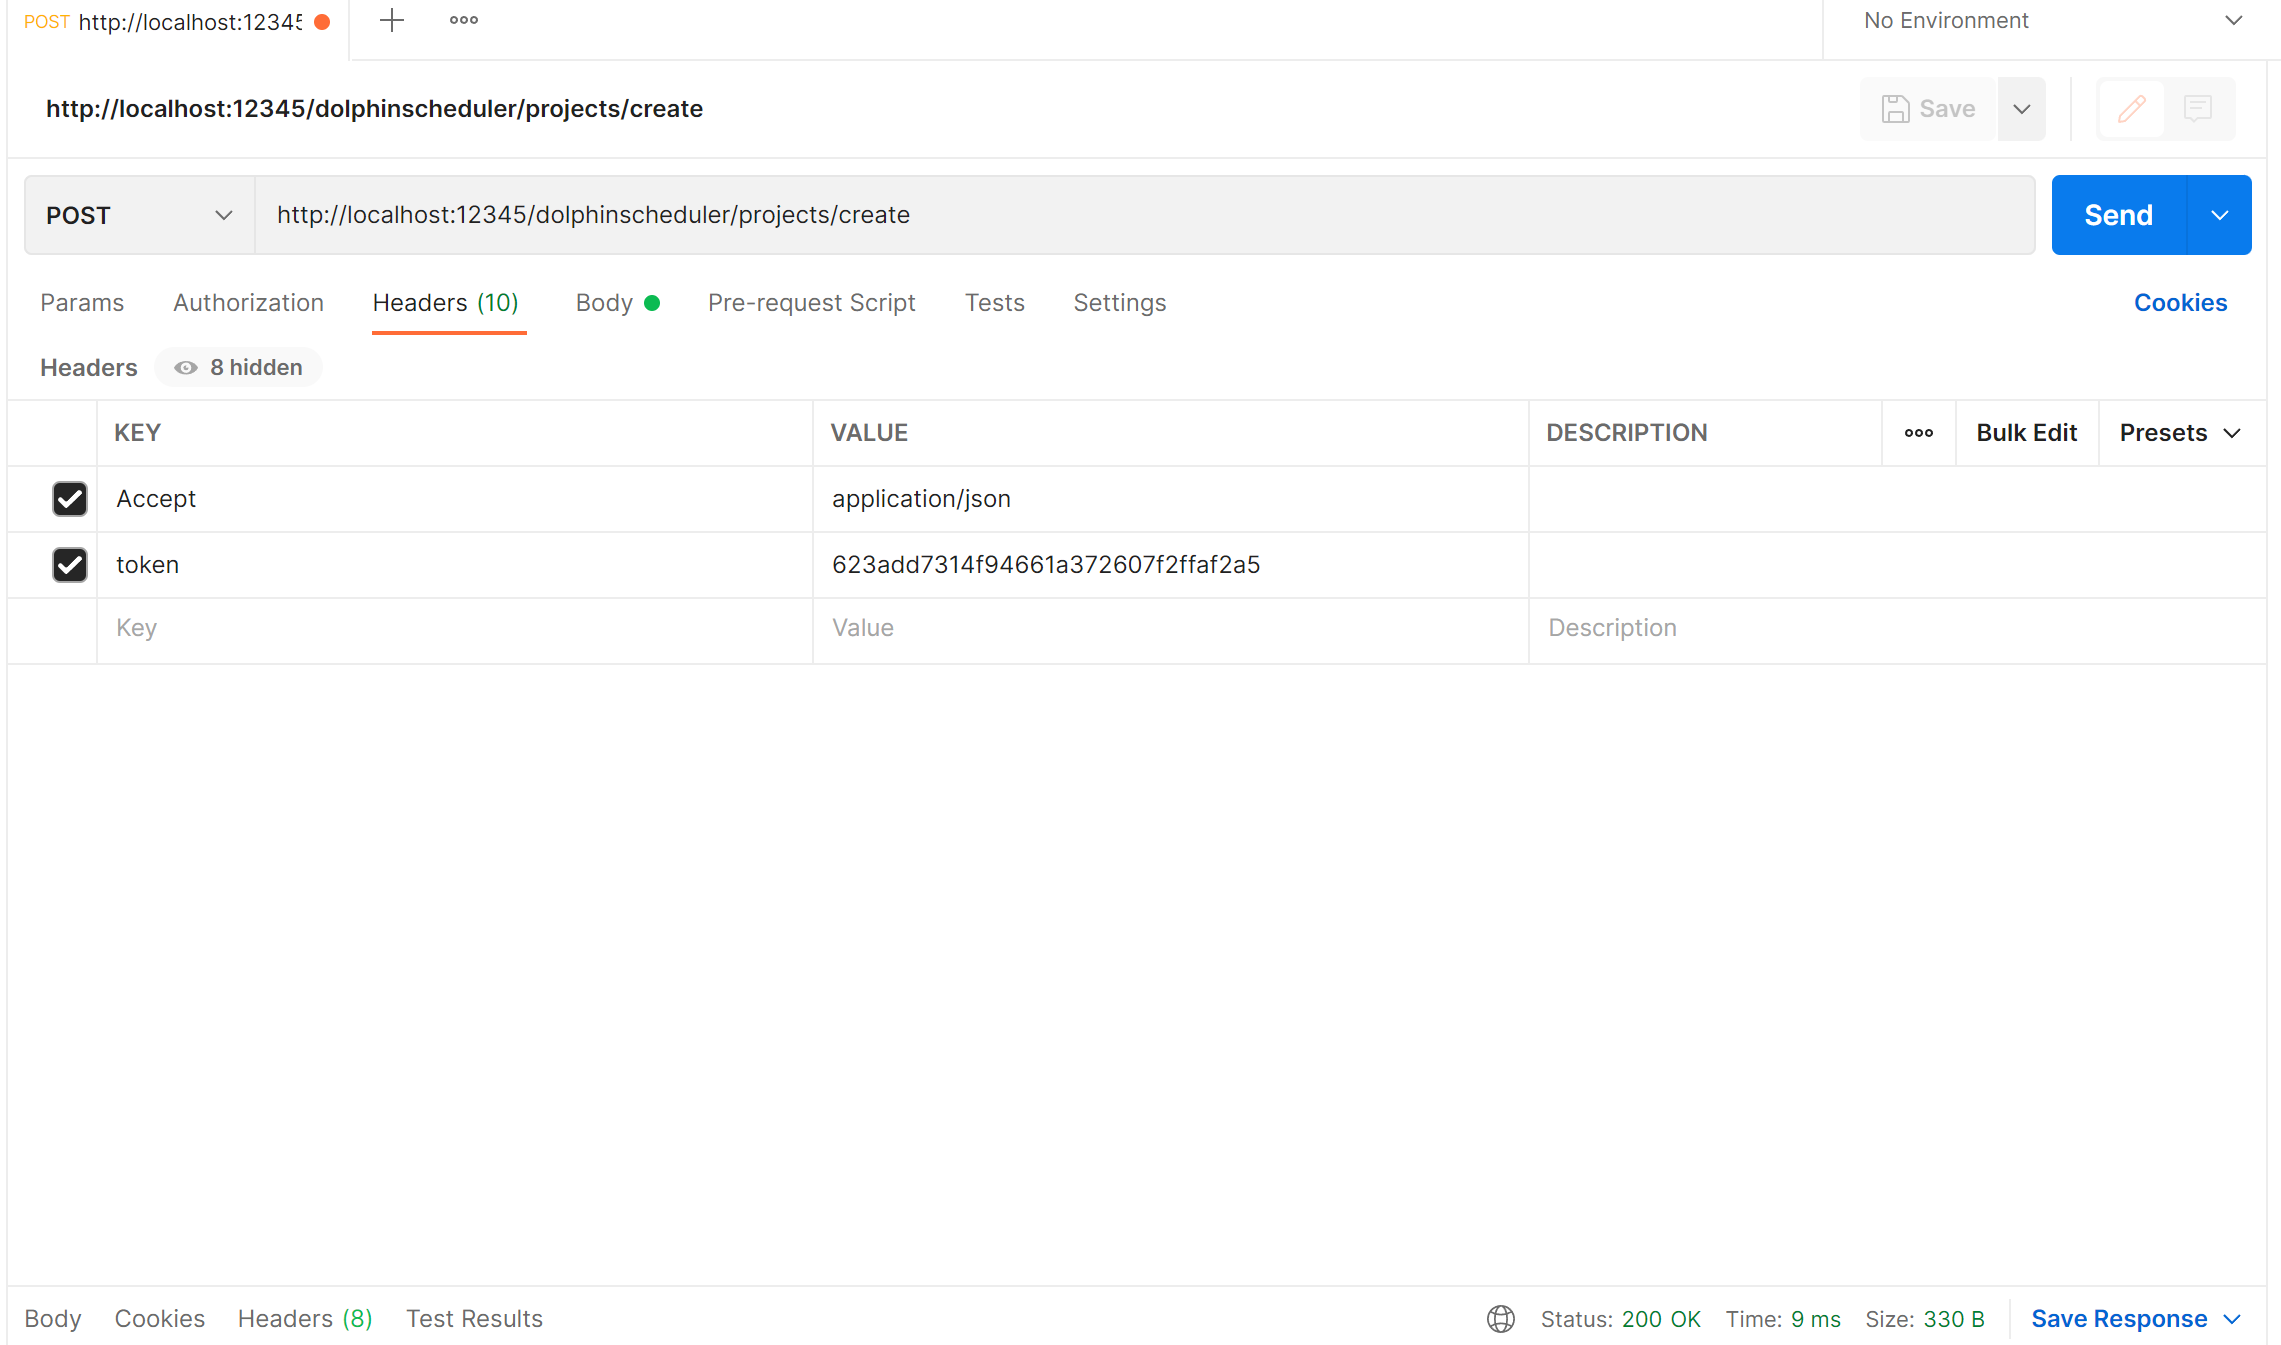 POST http://localhost:12345
No Environment
http://localhost:12345/dolphinscheduler/projects/create
Save
POST http://localhost:12345/dolphinscheduler/projects/create Send
Params Authorization Headers (10) Body Pre-request Script Tests Settings Cookies
Headers 8 hidden
KEY VALUE DESCRIPTION Bulk Edit Presets
Accept application/json
token 623add7314f94661a372607f2ffaf2a5
Key Value Description
Body Cookies Headers (8) Test Results Status: 200 OK Time: 9 ms Size: 330 B Save Response